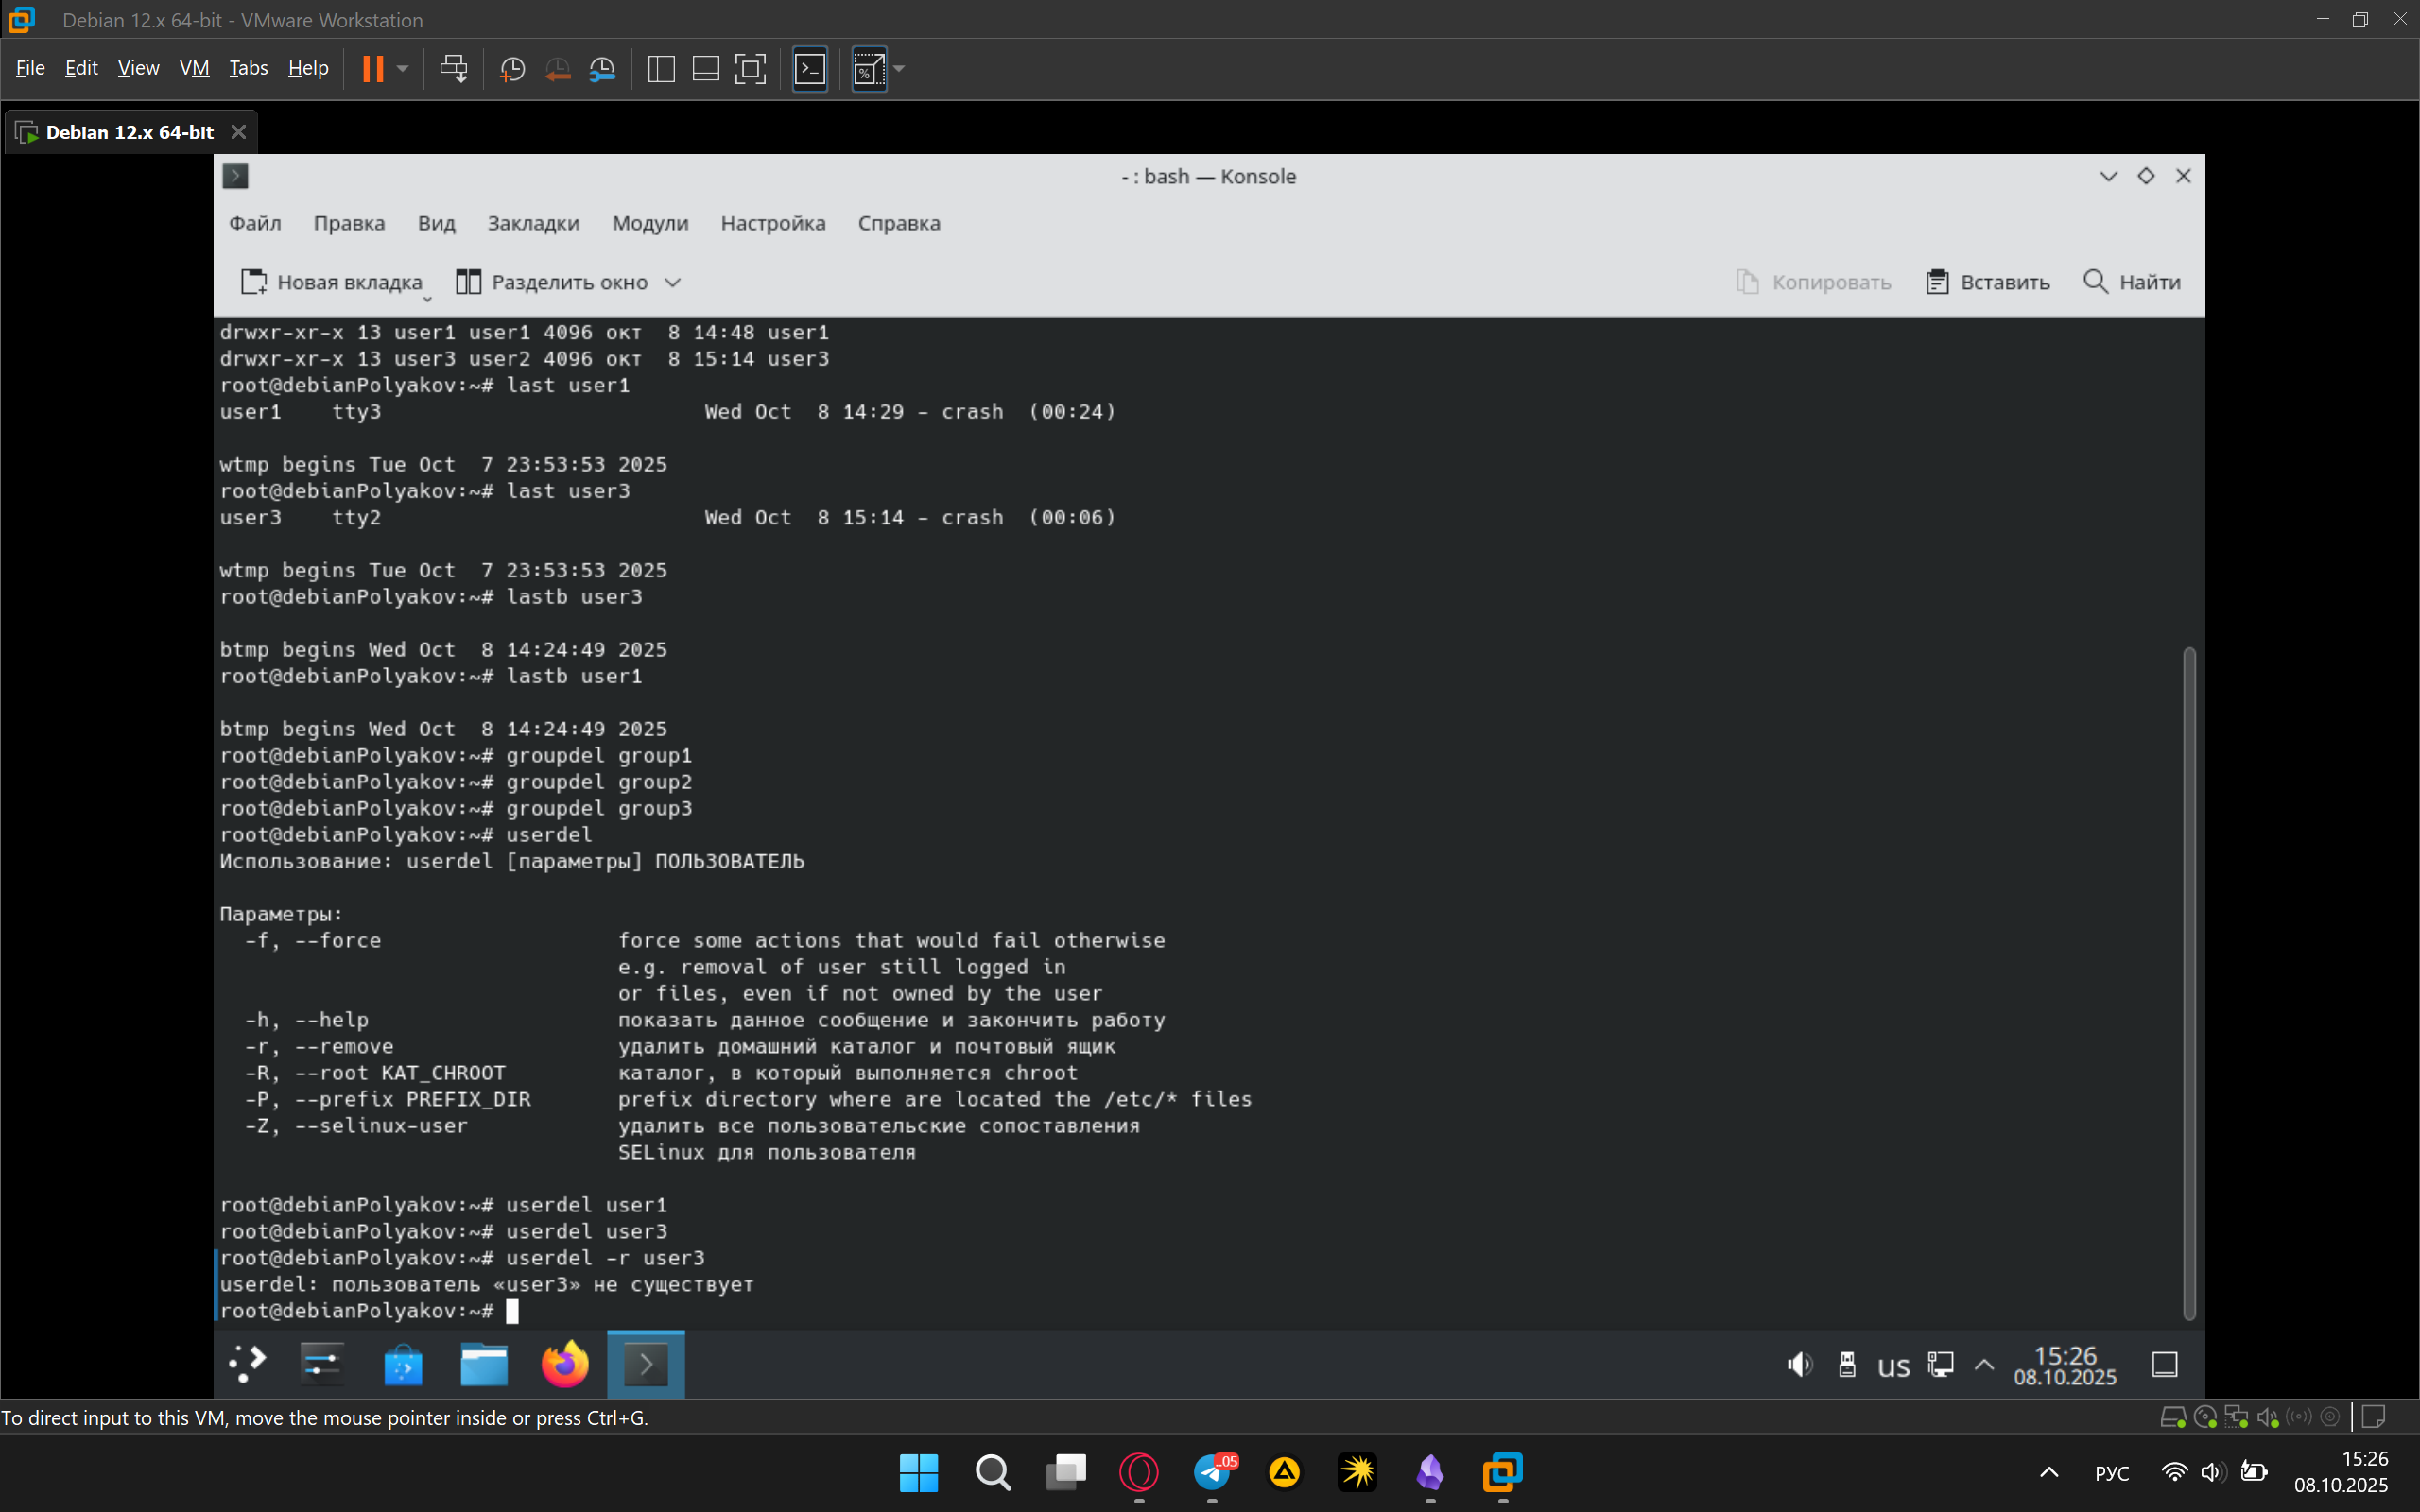 Debian 12.x 64-bit - VMware Workstation
File Edit View VM Tabs Help
Debian 12.x 64-bit
- : bash — Konsole
Файл Правка Вид Закладки Модули Настройка Справка
Новая вкладка Разделить окно Копировать Вставить Найти
drwxr-xr-x 13 user1 user1 4096 окт  8 14:48 user1
drwxr-xr-x 13 user3 user2 4096 окт  8 15:14 user3
root@debianPolyakov:~# last user1
user1    tty3                          Wed Oct  8 14:29 - crash  (00:24)
wtmp begins Tue Oct  7 23:53:53 2025
root@debianPolyakov:~# last user3
user3    tty2                          Wed Oct  8 15:14 - crash  (00:06)
wtmp begins Tue Oct  7 23:53:53 2025
root@debianPolyakov:~# lastb user3
btmp begins Wed Oct  8 14:24:49 2025
root@debianPolyakov:~# lastb user1
btmp begins Wed Oct  8 14:24:49 2025
root@debianPolyakov:~# groupdel group1
root@debianPolyakov:~# groupdel group2
root@debianPolyakov:~# groupdel group3
root@debianPolyakov:~# userdel
Использование: userdel [параметры] ПОЛЬЗОВАТЕЛЬ
Параметры:
  -f, --force                   force some actions that would fail otherwise
                                e.g. removal of user still logged in
                                or files, even if not owned by the user
  -h, --help                    показать данное сообщение и закончить работу
  -r, --remove                  удалить домашний каталог и почтовый ящик
  -R, --root KAT_CHROOT         каталог, в который выполняется chroot
  -P, --prefix PREFIX_DIR       prefix directory where are located the /etc/* files
  -Z, --selinux-user            удалить все пользовательские сопоставления
                                SELinux для пользователя
root@debianPolyakov:~# userdel user1
root@debianPolyakov:~# userdel user3
root@debianPolyakov:~# userdel -r user3
userdel: пользователь «user3» не существует
root@debianPolyakov:~#
us 15:26
08.10.2025
To direct input to this VM, move the mouse pointer inside or press Ctrl+G.
..05
РУС 15:26
08.10.2025